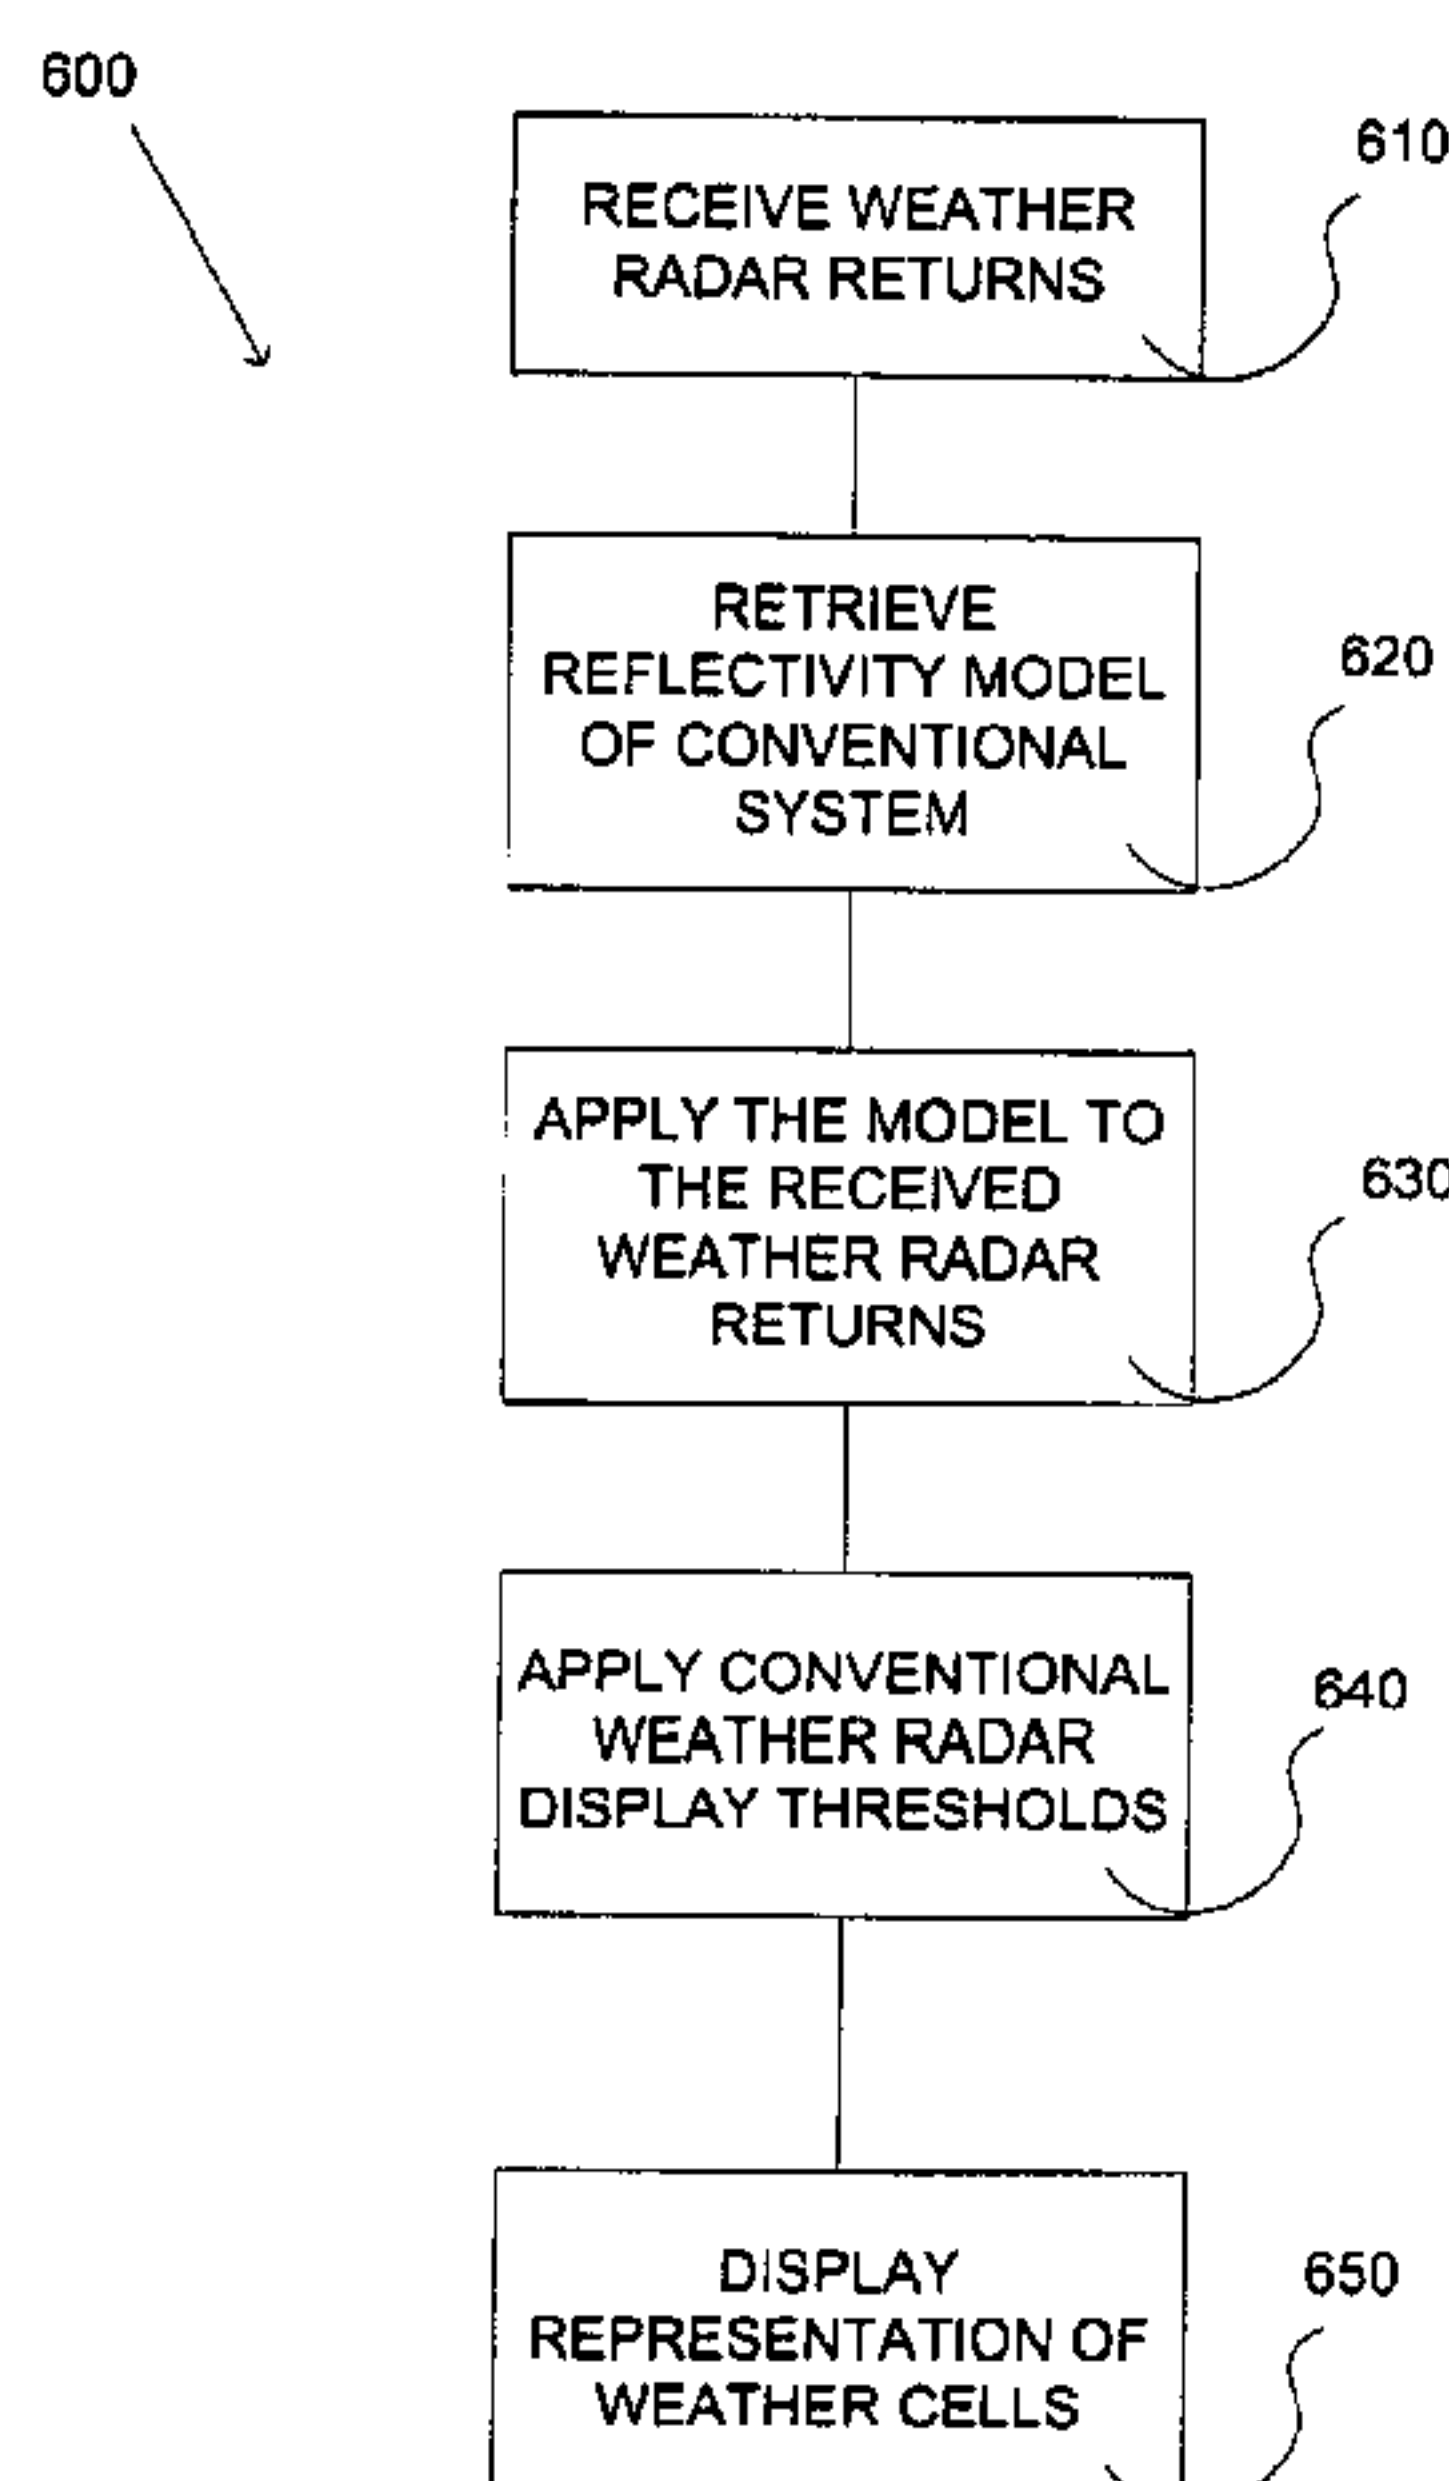 600
610
RECEIVE WEATHER
RADAR RETURNS
620
RETRIEVE
REFLECTIVITY MODEL
OF CONVENTIONAL
SYSTEM
630
APPLY THE MODEL TO
THE RECEIVED
WEATHER RADAR
RETURNS
640
APPLY CONVENTIONAL
WEATHER RADAR
DISPLAY THRESHOLDS
650
DISPLAY
REPRESENTATION OF
WEATHER CELLS